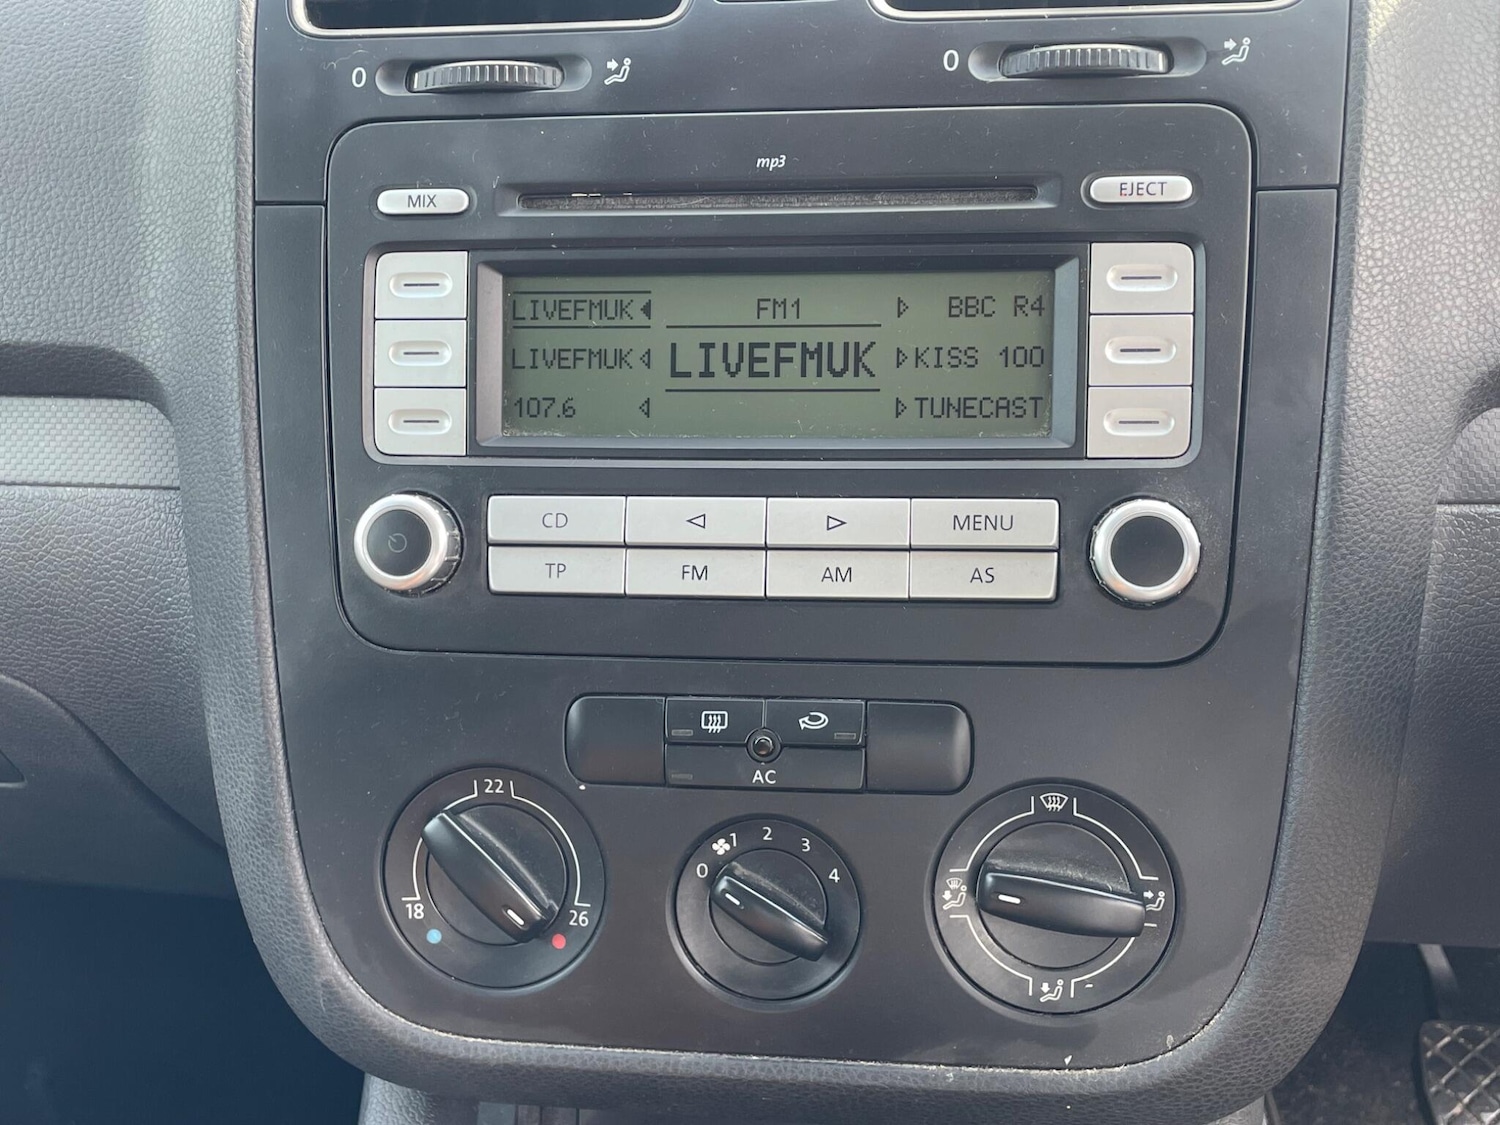 0
0
mp3
MIX
EJECT
LIVEFMUK
FM1
BBC R4
LIVEFMUK
LIVEFMUK
KISS 100
107.6
TUNECAST
CD
MENU
TP
FM
AM
AS
AC
22
18
26
0
1
2
3
4